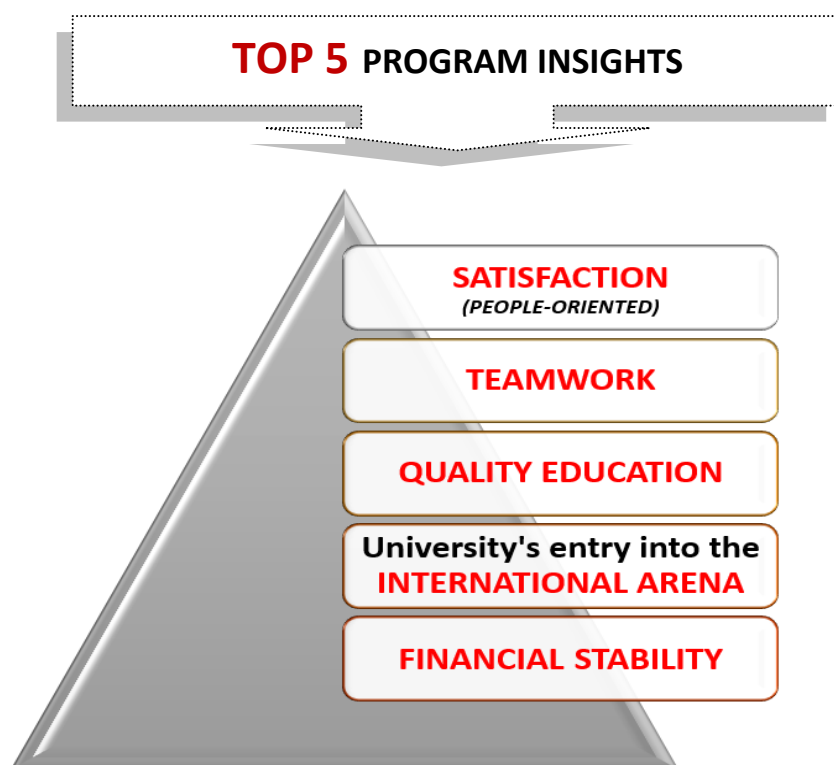 TOP 5 PROGRAM INSIGHTS
SATISFACTION
(PEOPLE-ORIENTED)
TEAMWORK
QUALITY EDUCATION
University's entry into the
INTERNATIONAL ARENA
FINANCIAL STABILITY